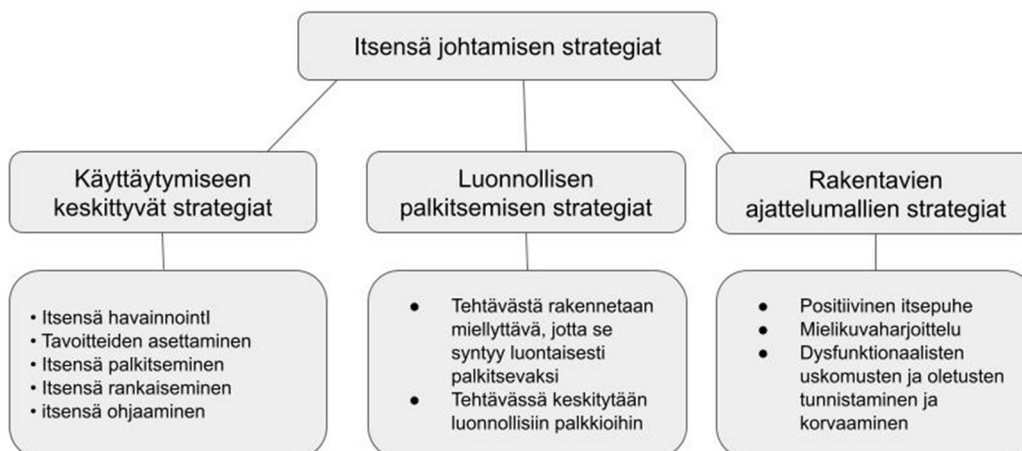 Itsensä johtamisen strategiat
Käyttäytymiseen
keskittyvät strategiat
Luonnollisen
palkitsemisen strategiat
Rakentavien
ajattelumallien strategiat
• Itsensä havainnointI
• Tavoitteiden asettaminen
• Itsensä palkitseminen
• Itsensä rankaiseminen
• itsensä ohjaaminen
● Tehtävästä rakennetaan
miellyttävä, jotta se
syntyy luontaisesti
palkitsevaksi
● Tehtävässä keskitytään
luonnollisiin palkkioihin
● Positiivinen itsepuhe
● Mielikuvaharjoittelu
● Dysfunktionaalisten
uskomusten ja oletusten
tunnistaminen ja
korvaaminen